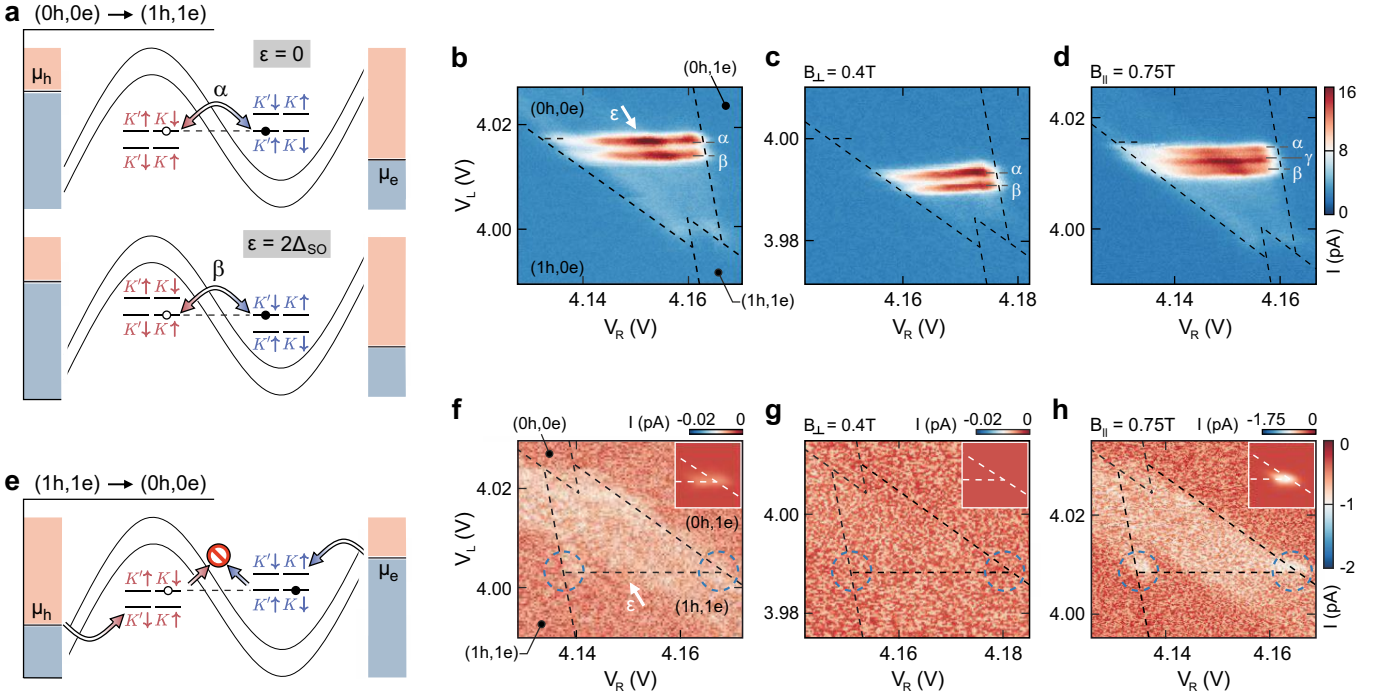 a
(0h,0e) → (1h,1e)
μh
ε = 0
α
K'↑ K↓
K'↓ K↑
K'↓ K↑
K'↑ K↓
μe
ε = 2ΔSO
β
K'↑ K↓
K'↓ K↑
K'↓ K↑
K'↑ K↓
b
(0h,1e)
(0h,0e)
ε
α
β
(1h,0e)
(1h,1e)
4.02
4.00
VL (V)
4.14 4.16
VR (V)
c
B⊥ = 0.4T
α
β
4.00
3.98
4.16 4.18
VR (V)
d
B∥ = 0.75T
α
γ
β
4.02
4.00
4.14 4.16
VR (V)
16
8
0
I (pA)
e
(1h,1e) → (0h,0e)
μh
K'↑ K↓
K'↓ K↑
K'↓ K↑
K'↑ K↓
μe
f
(0h,0e)
I (pA) -0.02 0
(0h,1e)
(1h,1e)
ε
(1h,1e)
4.02
4.00
VL (V)
4.14 4.16
VR (V)
g
B⊥ = 0.4T
I (pA) -0.02 0
4.00
3.98
4.16 4.18
VR (V)
h
B∥ = 0.75T
I (pA) -1.75 0
4.02
4.00
4.14 4.16
VR (V)
0
-1
-2
I (pA)